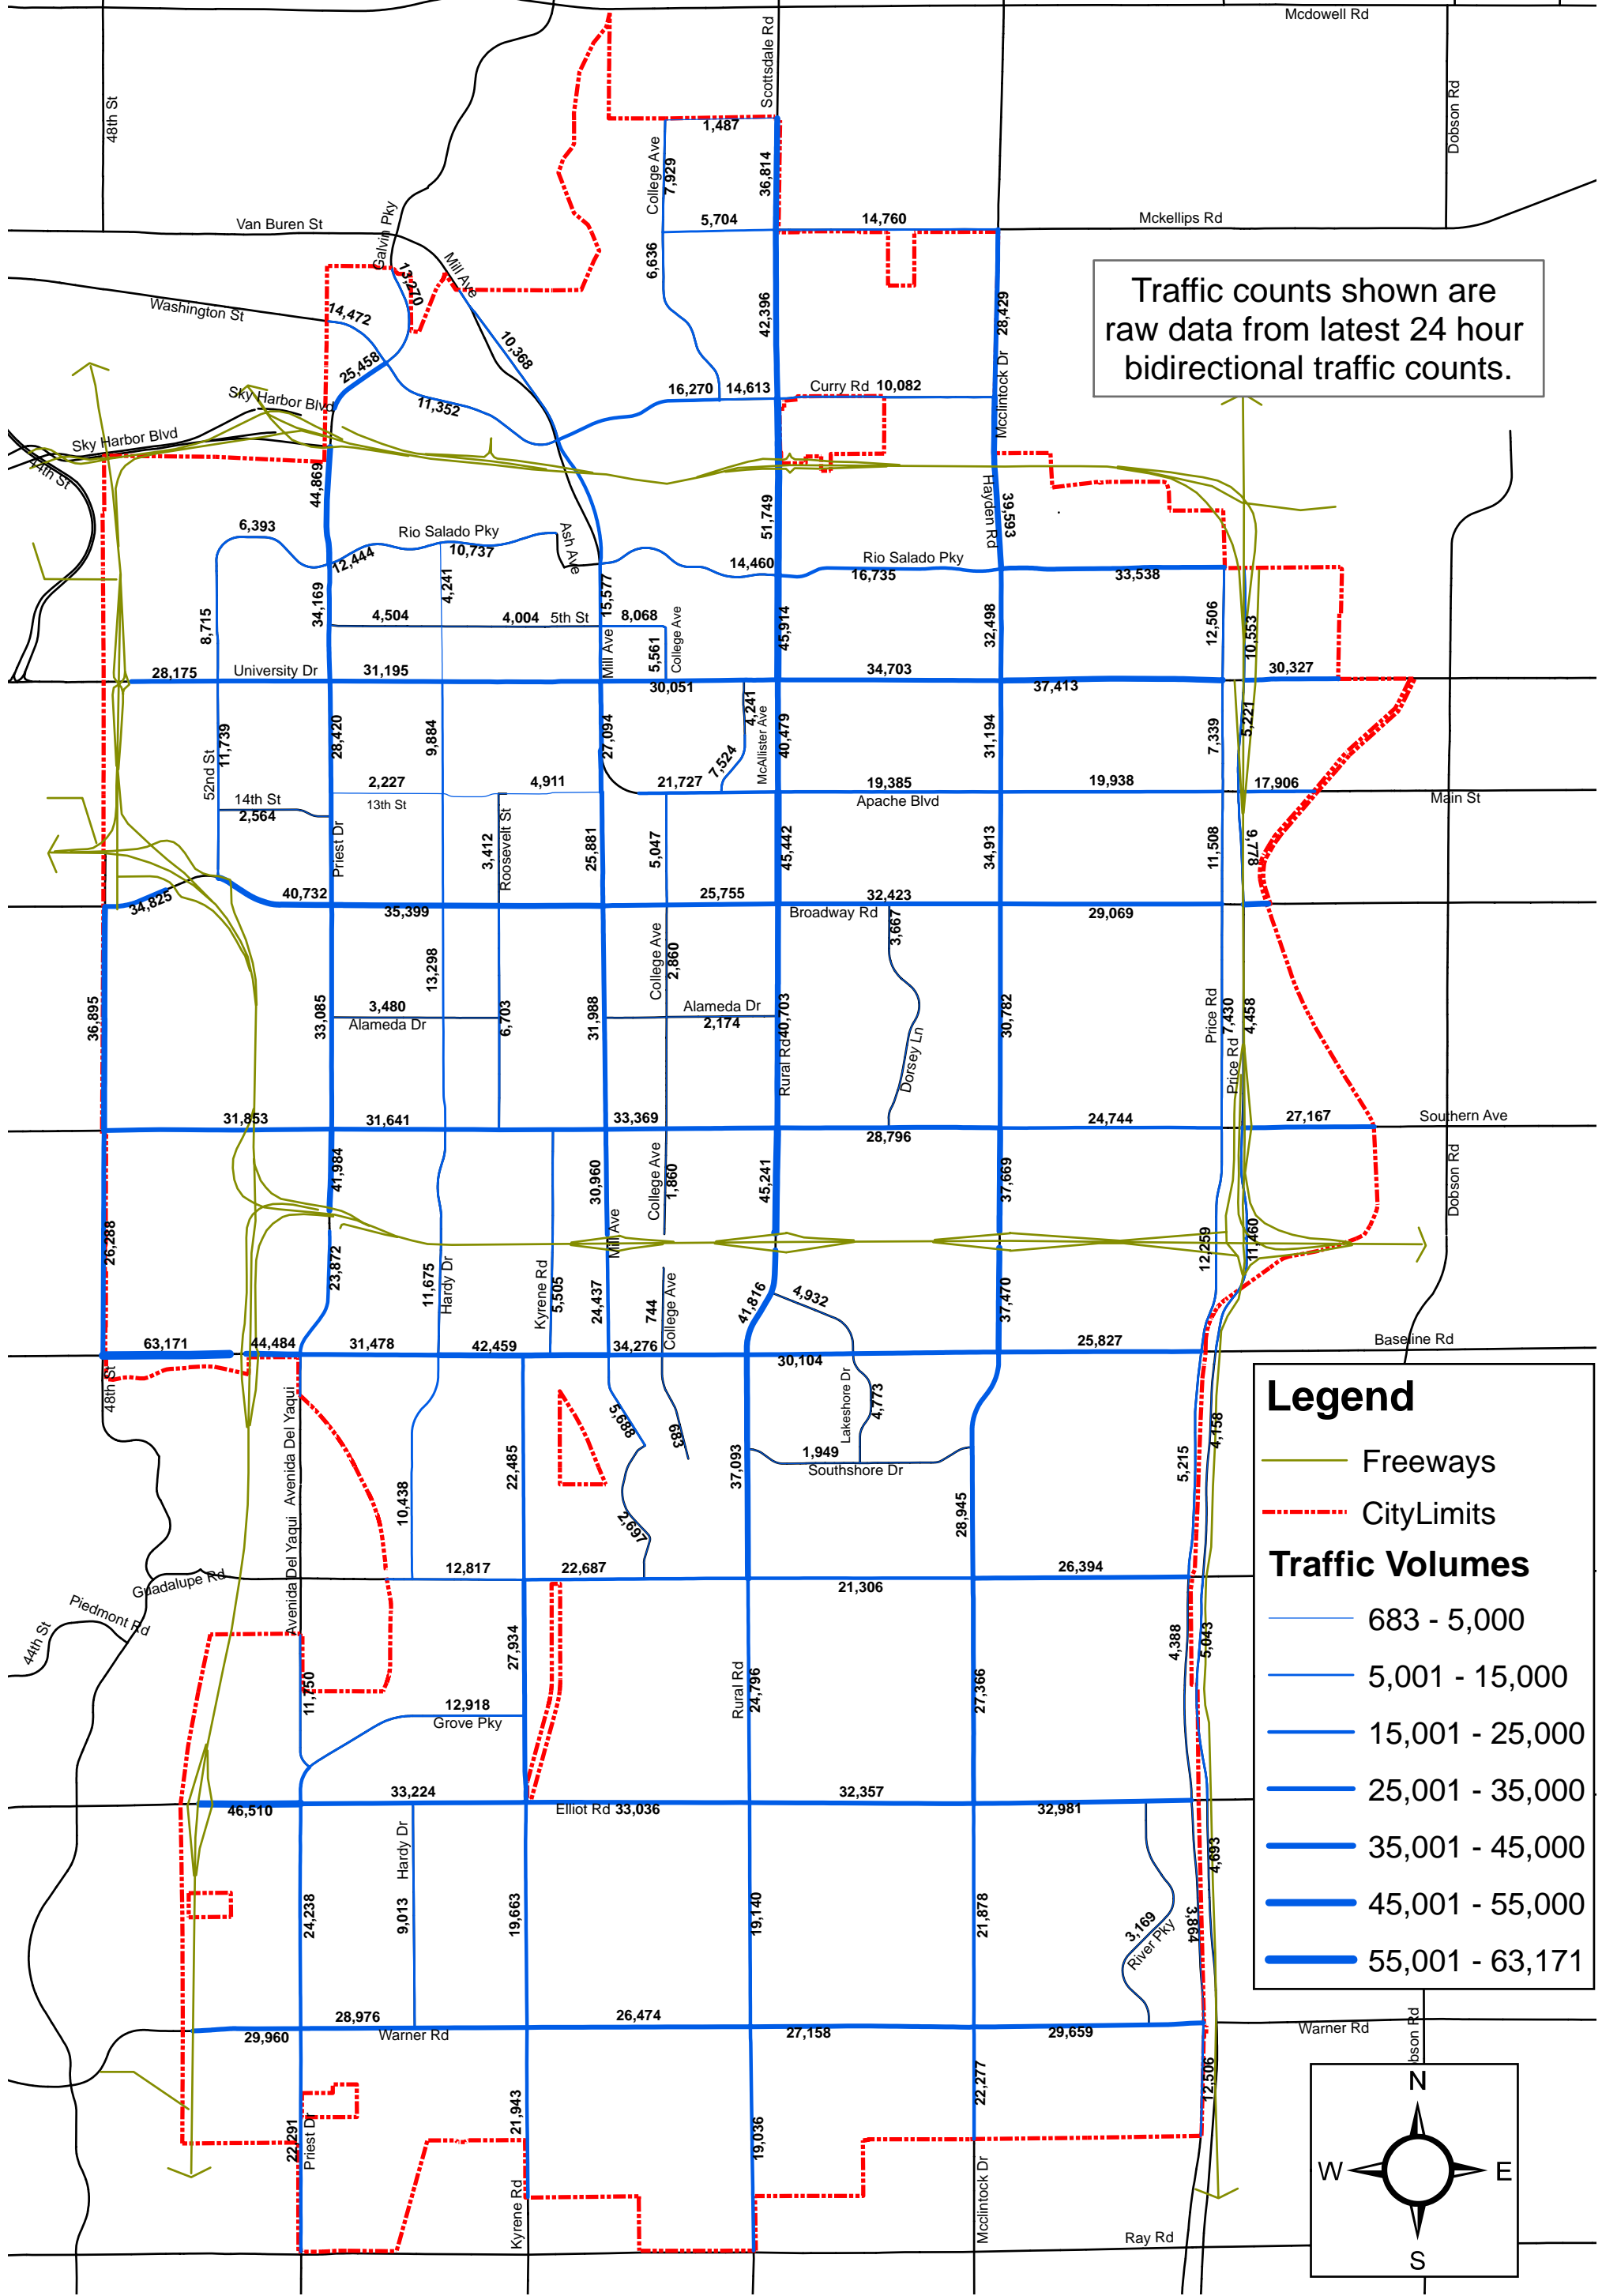 Mcdowell Rd
Scottsdale Rd
48th St
Dobson Rd
1,487
College Ave
7,929
36,814
Van Buren St
Galvin Pky
5,704
14,760
Mckellips Rd
Mill Ave
13,270
6,636
Traffic counts shown are
raw data from latest 24 hour
bidirectional traffic counts.
Washington St
14,472
42,396
28,429
10,368
25,458
Mcclintock Dr
16,270
14,613
Curry Rd
10,082
Sky Harbor Blvd
11,352
Sky Harbor Blvd
44th St
44,869
51,749
Hayden Rd
39,593
6,393
Rio Salado Pky
12,444
10,737
Ash Ave
14,460
Rio Salado Pky
16,735
33,538
4,241
15,577
34,169
8,715
4,504
4,004
5th St
8,068
5,561
College Ave
45,914
32,498
12,506
10,553
28,175
University Dr
31,195
Mill Ave
30,051
34,703
37,413
30,327
52nd St
11,739
28,420
9,884
27,094
4,241
7,524
McAllister Ave
40,479
31,194
7,339
5,221
2,227
13th St
4,911
21,727
19,385
Apache Blvd
19,938
17,906
Main St
14th St
2,564
Priest Dr
3,412
Roosevelt St
25,881
5,047
45,442
34,913
11,508
9,778
34,825
40,732
35,399
25,755
Broadway Rd
32,423
29,069
3,667
36,895
33,085
13,298
3,480
Alameda Dr
6,703
31,988
College Ave
2,860
Alameda Dr
2,174
40,703
Rural Rd
Dorsey Ln
30,782
Price Rd
7,430
Price Rd
4,458
31,853
31,641
33,369
28,796
24,744
27,167
Southern Ave
26,288
41,984
30,960
College Ave
1,860
45,241
37,669
Dobson Rd
Mill Ave
12,259
11,460
23,872
11,675
Hardy Dr
Kyrene Rd
5,505
24,437
744
College Ave
41,816
4,932
37,470
63,171
44,484
31,478
42,459
34,276
30,104
25,827
Baseline Rd
48th St
Avenida Del Yaqui
Avenida Del Yaqui
22,485
5,688
683
37,093
Lakeshore Dr
4,773
1,949
Southshore Dr
5,215
4,158
10,438
2,697
28,945
Legend
Freeways
CityLimits
Traffic Volumes
683 - 5,000
5,001 - 15,000
15,001 - 25,000
25,001 - 35,000
35,001 - 45,000
45,001 - 55,000
55,001 - 63,171
Guadalupe Rd
12,817
22,687
21,306
26,394
Piedmont Rd
44th St
11,750
27,934
Rural Rd
24,796
27,366
4,388
5,043
12,918
Grove Pky
46,510
33,224
Elliot Rd
33,036
32,357
32,981
Hardy Dr
9,013
24,238
19,663
19,140
21,878
3,169
River Pky
3,864
4,693
29,960
28,976
Warner Rd
26,474
27,158
29,659
Warner Rd
bson Rd
22,291
Priest Dr
21,943
19,036
22,277
12,506
Kyrene Rd
Mcclintock Dr
Ray Rd
N
W
E
S